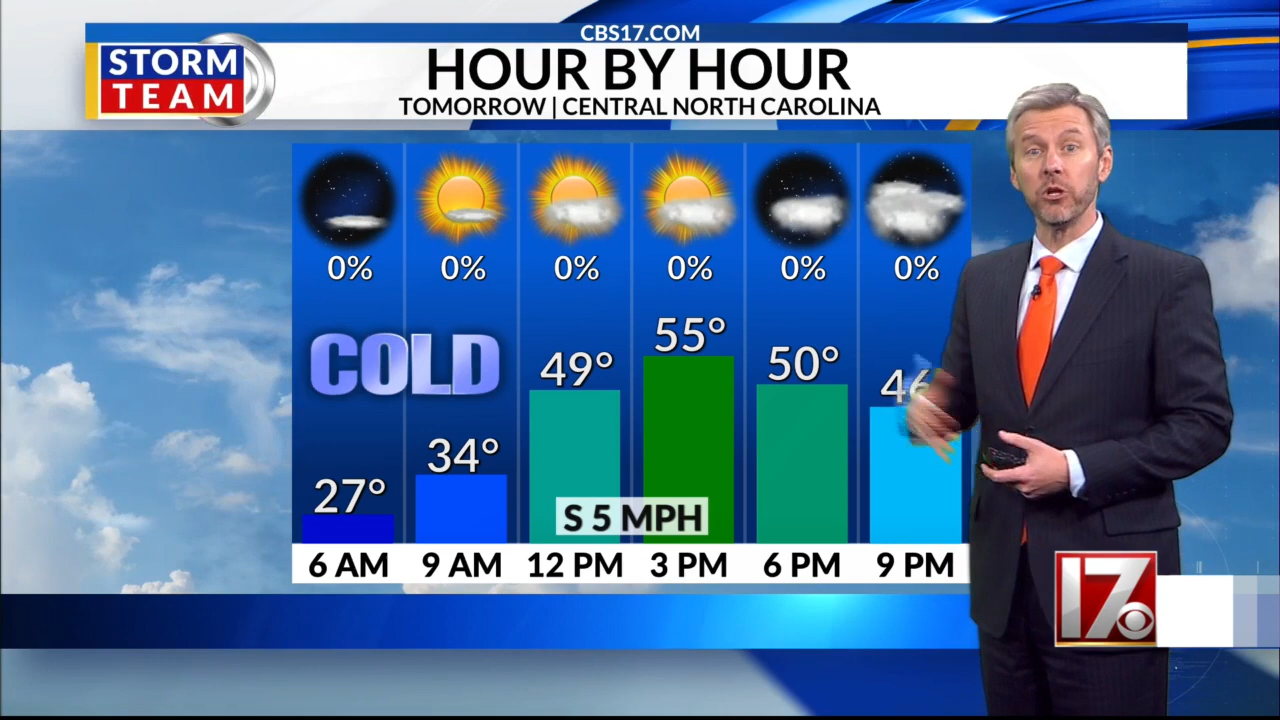 CBS17.COM
STORM
TEAM
HOUR BY HOUR
TOMORROW | CENTRAL NORTH CAROLINA
0% 0% 0% 0% 0% 0%
COLD
27° 34° 49° 55° 50° 46
S 5 MPH
6 AM 9 AM 12 PM 3 PM 6 PM 9 PM
17